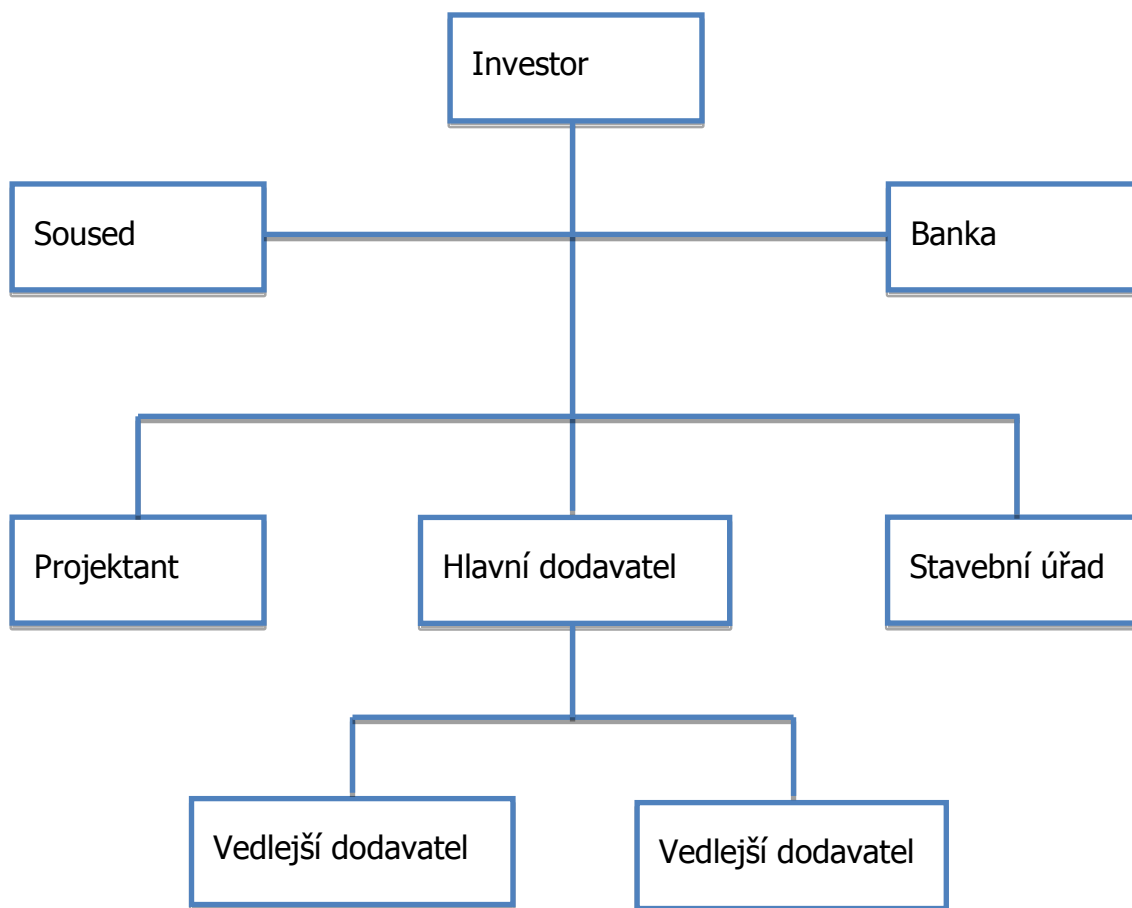 Investor
Soused
Banka
Projektant
Hlavní dodavatel
Stavební úřad
Vedlejší dodavatel
Vedlejší dodavatel